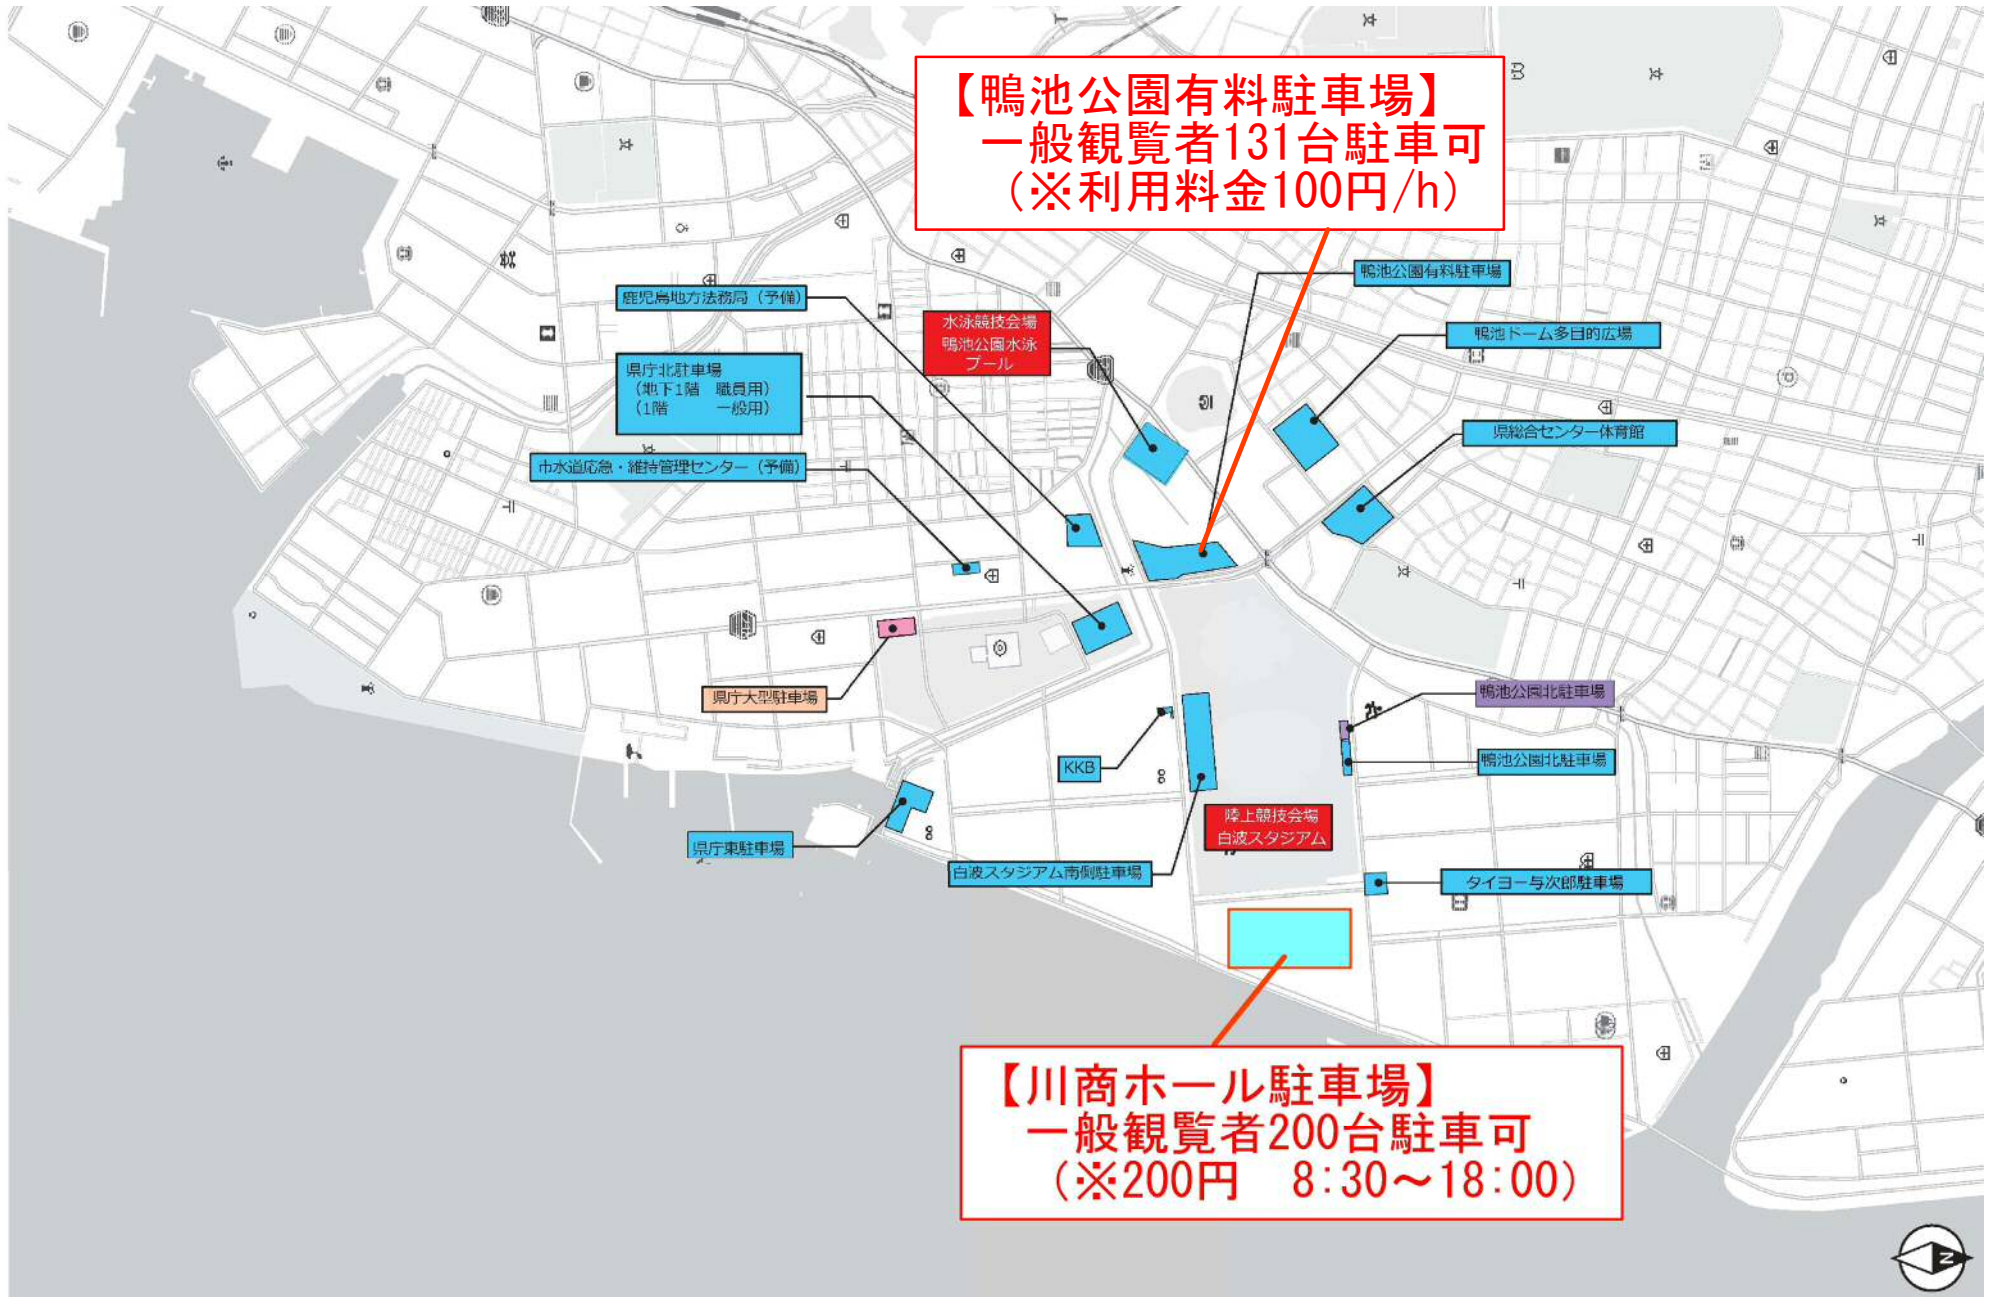 【鴨池公園有料駐車場】
一般観覧者131台駐車可
(※利用料金100円/h)
鴨池公園有料駐車場
鹿児島地方法務局(予備)
水泳競技会場
鴨池公園水泳
プール
鴨池ドーム多目的広場
県庁北駐車場
(地下1階 職員用)
(1階 一般用)
県総合センター体育館
市水道応急・維持管理センター(予備)
県庁大型駐車場
鴨池公園北駐車場
KKB
鴨池公園北駐車場
陸上競技会場
白波スタジアム
県庁東駐車場
白波スタジアム南側駐車場
タイヨー与次郎駐車場
【川商ホール駐車場】
一般観覧者200台駐車可
(※200円 8:30〜18:00)
N